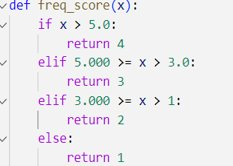 def freq_score(x):
    if x > 5.0:
        return 4
    elif 5.000 >= x > 3.0:
        return 3
    elif 3.000 >= x > 1:
        return 2
    else:
        return 1